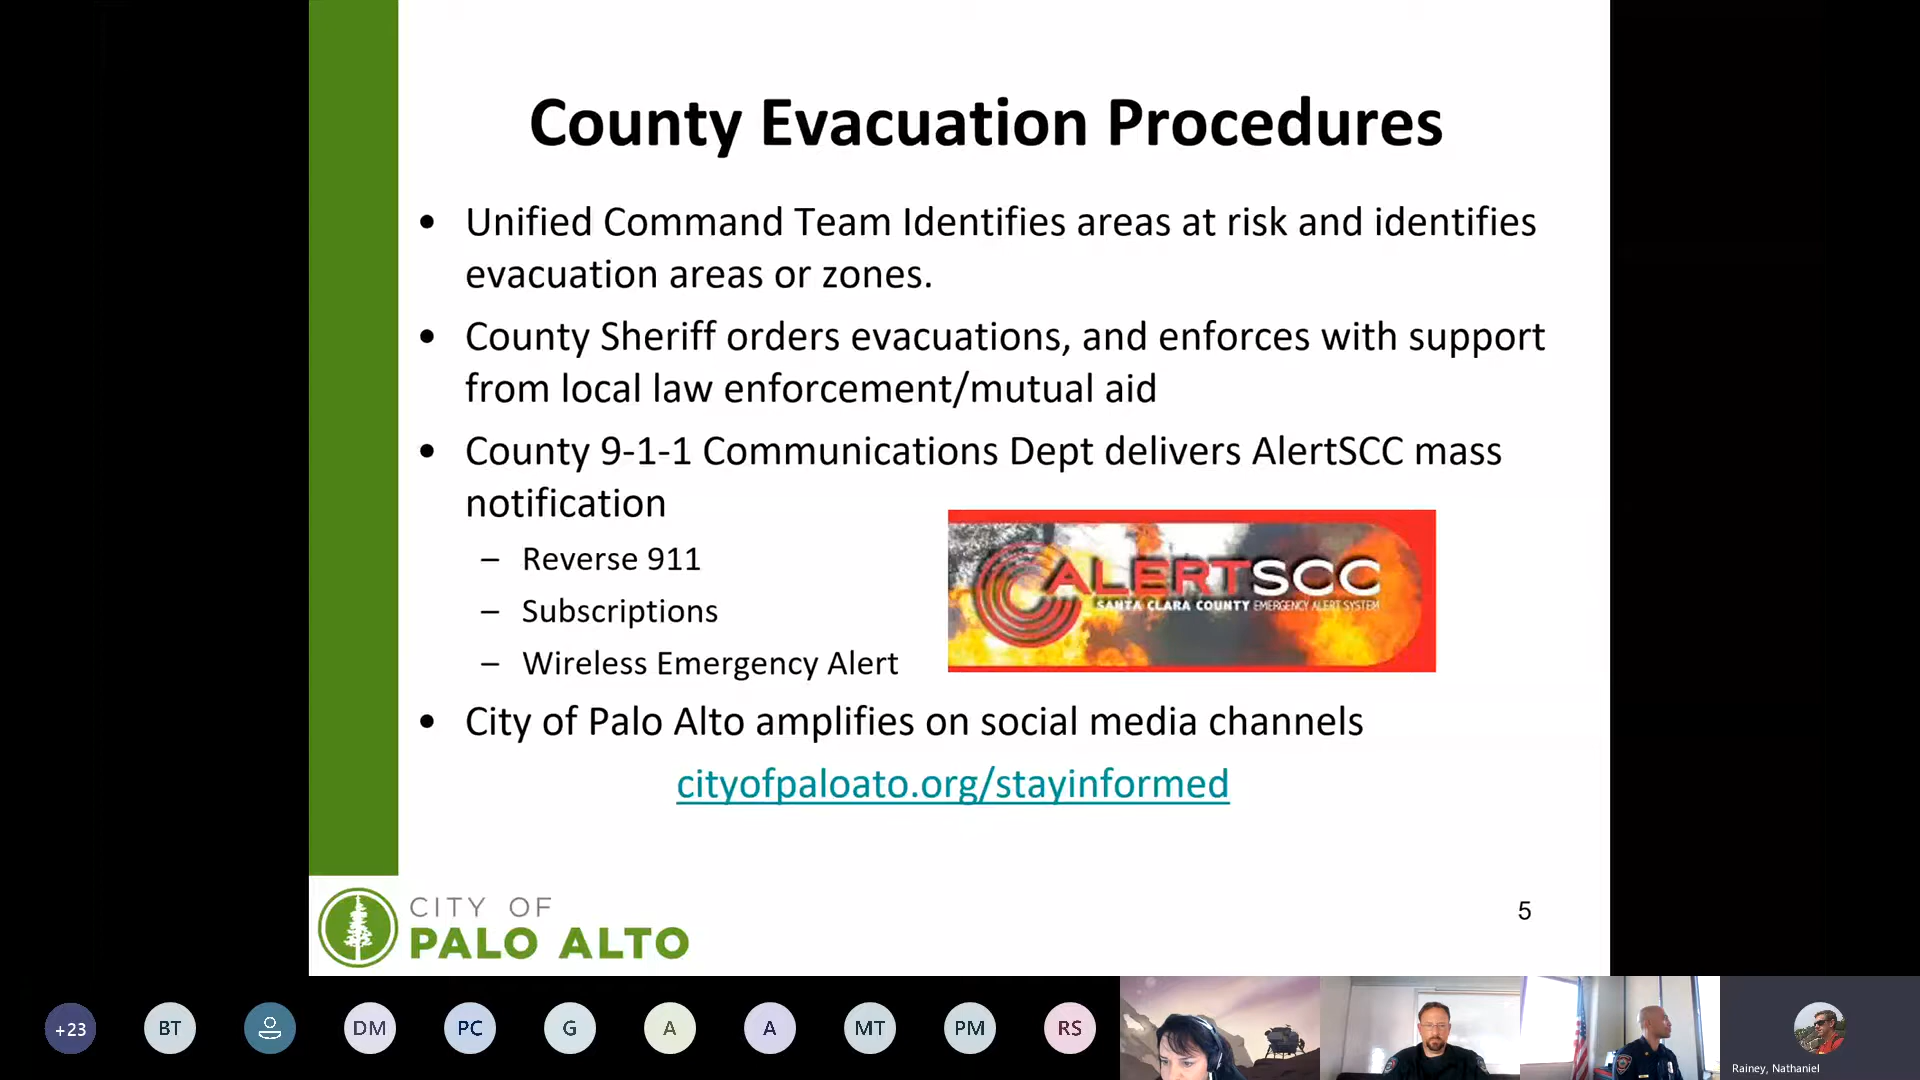 County Evacuation Procedures
• Unified Command Team Identifies areas at risk and identifies
evacuation areas or zones.
• County Sheriff orders evacuations, and enforces with support
from local law enforcement/mutual aid
• County 9-1-1 Communications Dept delivers AlertSCC mass
notification
– Reverse 911
– Subscriptions
– Wireless Emergency Alert
ALERTSCC
SANTA CLARA COUNTY EMERGENCY ALERT SYSTEM
• City of Palo Alto amplifies on social media channels
cityofpaloato.org/stayinformed
CITY OF
PALO ALTO
5
+23
BT
DM
PC
G
A
A
MT
PM
RS
Rainey, Nathaniel